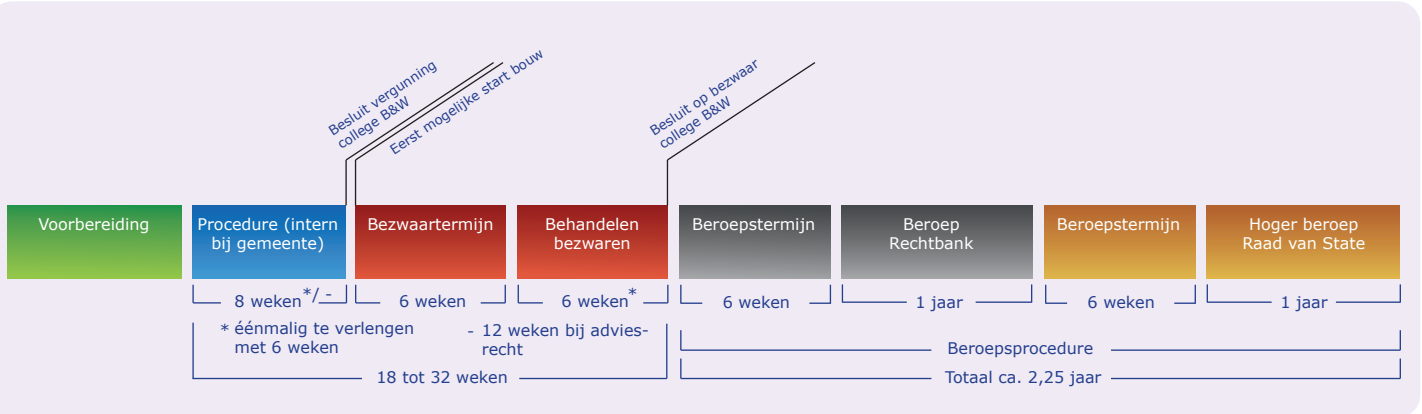 Besluit vergunning
college B&W
Eerst mogelijke start bouw
Besluit op bezwaar
college B&W
Voorbereiding
Procedure (intern
bij gemeente)
Bezwaartermijn
Behandelen
bezwaren
Beroepstermijn
Beroep
Rechtbank
Beroepstermijn
Hoger beroep
Raad van State
8 weken*/ -
6 weken
6 weken*
6 weken
1 jaar
6 weken
1 jaar
* éénmalig te verlengen
met 6 weken
- 12 weken bij advies-
recht
Beroepsprocedure
18 tot 32 weken
Totaal ca. 2,25 jaar